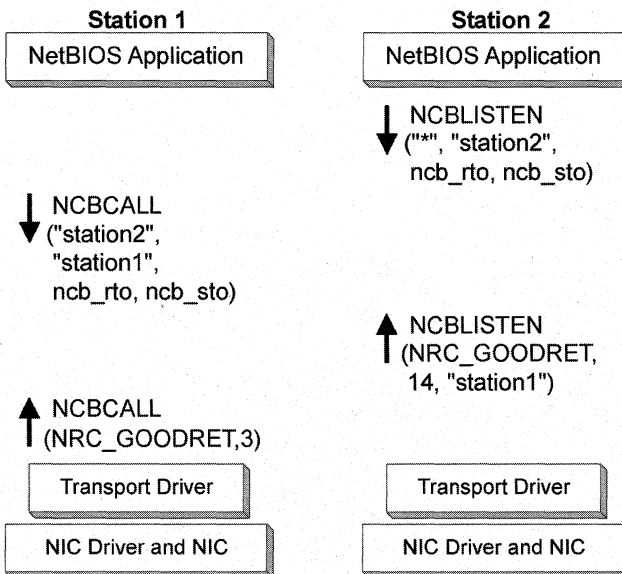 Station 1
NetBIOS Application
NCBCALL
("station2",
"station1",
ncb_rto, ncb_sto)
NCBCALL
(NRC_GOODRET,3)
Transport Driver
NIC Driver and NIC
Station 2
NetBIOS Application
NCBLISTEN
("*", "station2",
ncb_rto, ncb_sto)
NCBLISTEN
(NRC_GOODRET,
14, "station1")
Transport Driver
NIC Driver and NIC